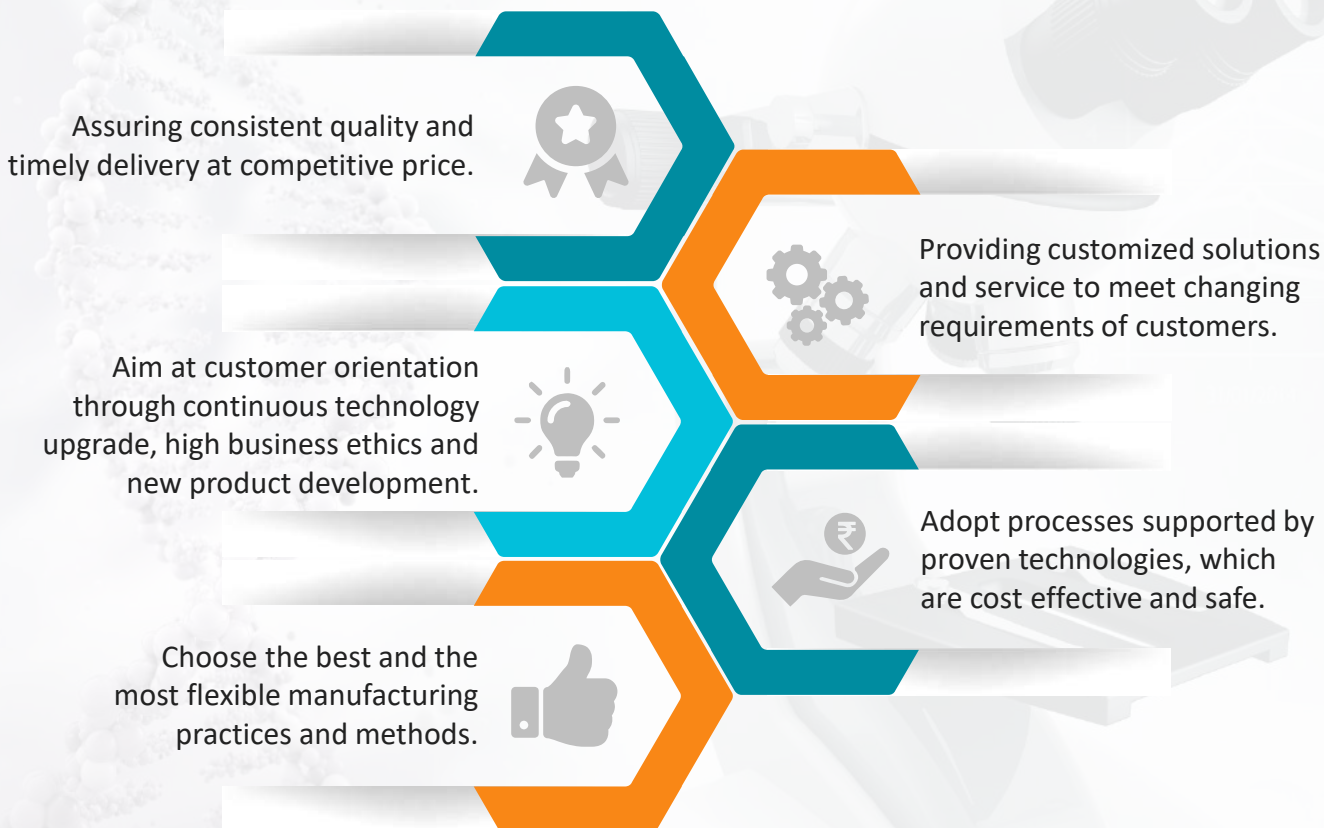 Assuring consistent quality and
timely delivery at competitive price.
Providing customized solutions
and service to meet changing
requirements of customers.
Aim at customer orientation
through continuous technology
upgrade, high business ethics and
new product development.
₹
Adopt processes supported by
proven technologies, which
are cost effective and safe.
Choose the best and the
most flexible manufacturing
practices and methods.